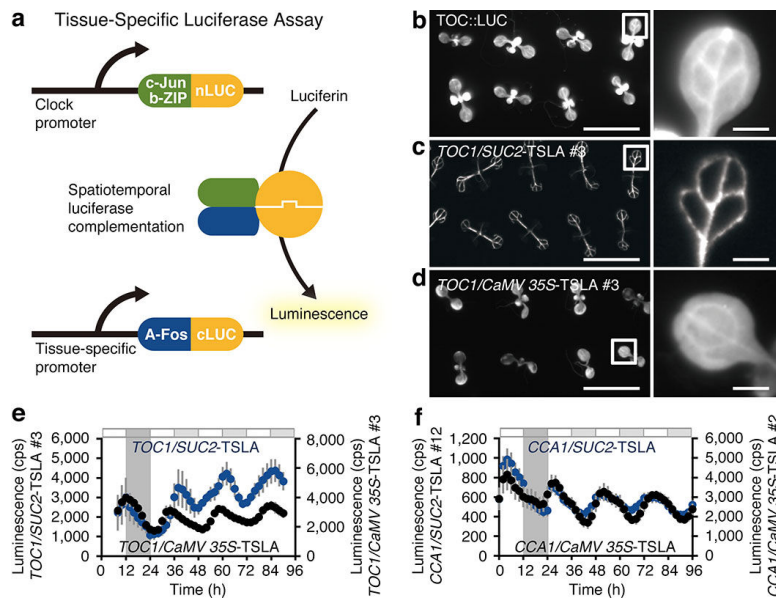 a
Tissue-Specific Luciferase Assay
c-Jun
b-ZIP
nLUC
Clock
promoter
Luciferin
Spatiotemporal
luciferase
complementation
Luminescence
A-Fos
cLUC
Tissue-specific
promoter
b
TOC::LUC
c
TOC1/SUC2-TSLA #3
d
TOC1/CaMV 35S-TSLA #3
e
Luminescence (cps)
TOC1/SUC2-TSLA #3
6,000
5,000
4,000
3,000
2,000
1,000
0
TOC1/SUC2-TSLA
TOC1/CaMV 35S-TSLA
8,000
6,000
4,000
2,000
0
Luminescence (cps)
TOC1/CaMV 35S-TSLA #3
0 12 24 36 48 60 72 84 96
Time (h)
f
Luminescence (cps)
CCA1/SUC2-TSLA #12
1,200
1,000
800
600
400
200
0
CCA1/SUC2-TSLA
CCA1/CaMV 35S-TSLA
6,000
5,000
4,000
3,000
2,000
1,000
0
Luminescence (cps)
CCA1/CaMV 35S-TSLA
0 12 24 36 48 60 72 84 96
Time (h)